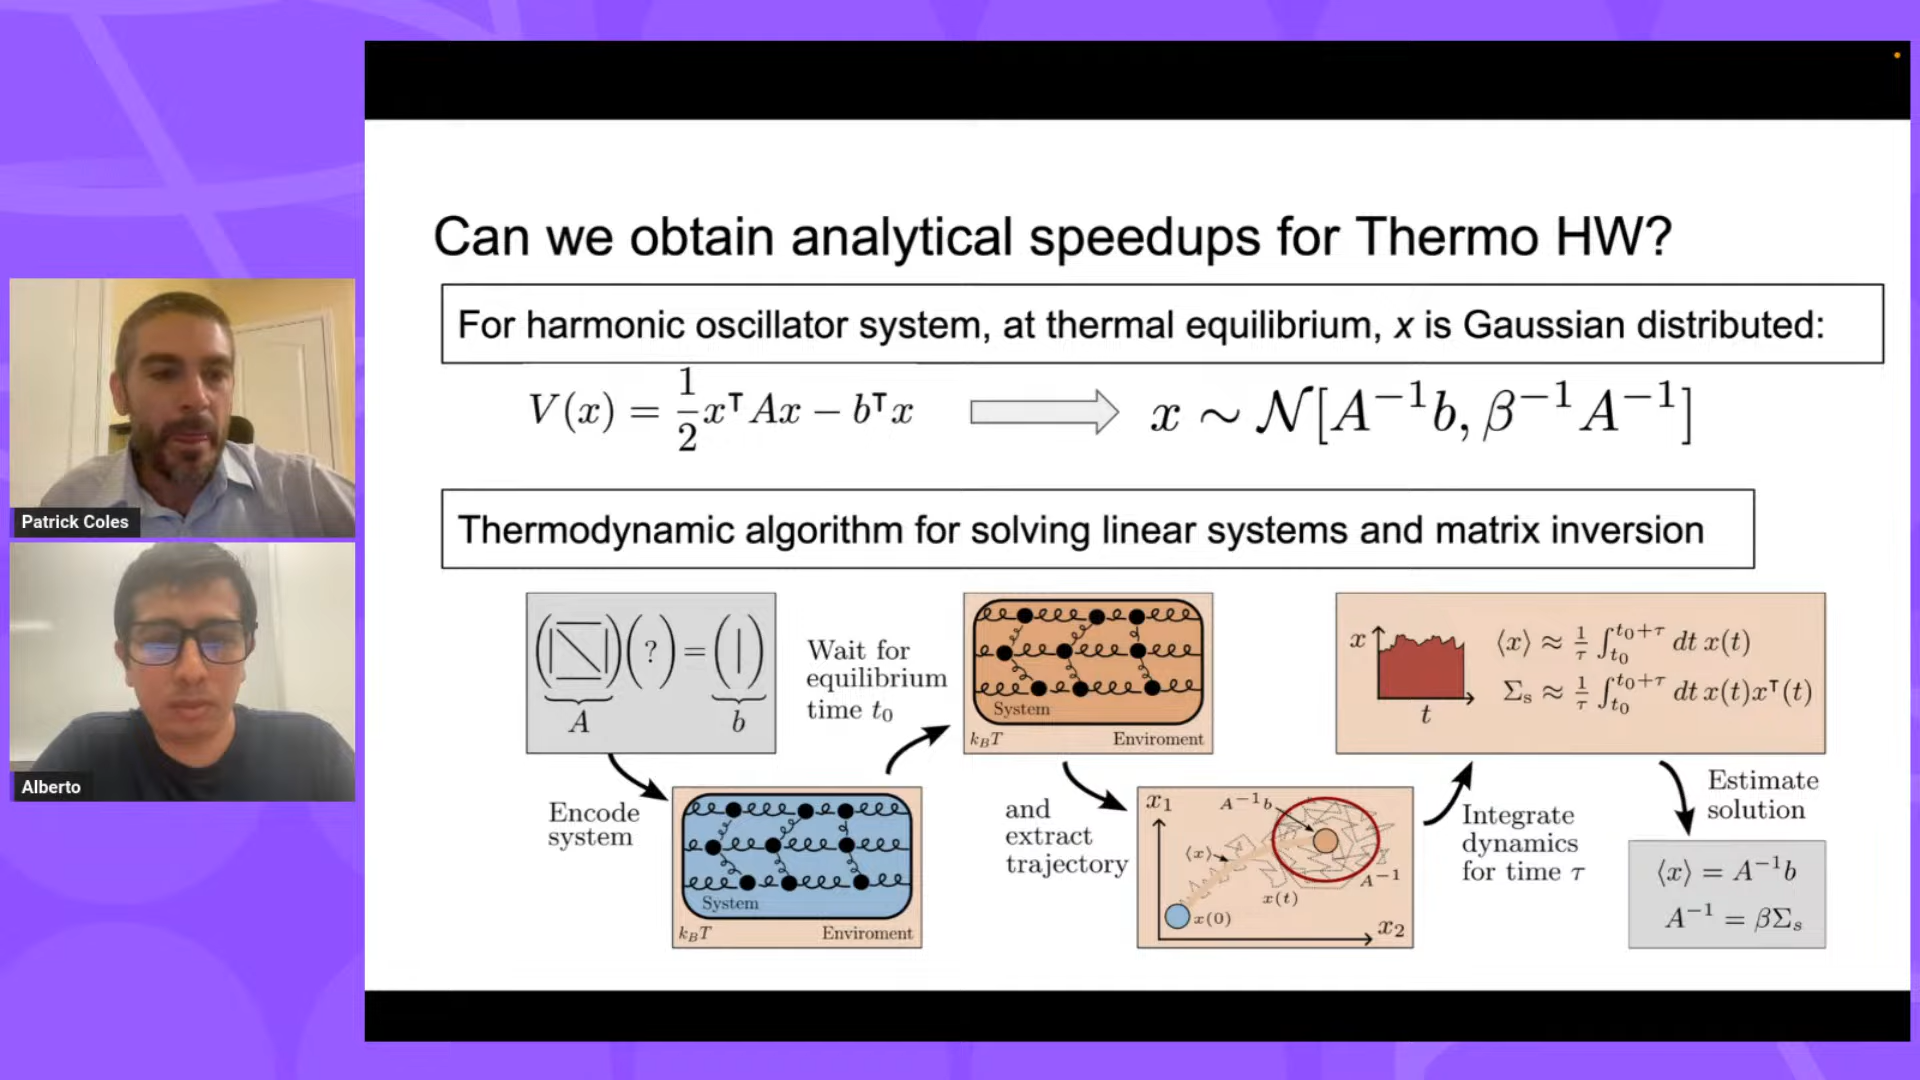 Can we obtain analytical speedups for Thermo HW?
For harmonic oscillator system, at thermal equilibrium, x is Gaussian distributed:
V(x) = 1/2 xᵀAx − bᵀx
x ∼ 𝒩[A⁻¹b, β⁻¹A⁻¹]
Thermodynamic algorithm for solving linear systems and matrix inversion
( ) (?) = ( )
A
b
Encode
system
System
k_BT Enviroment
Wait for
equilibrium
time t₀
System
k_BT Enviroment
and
extract
trajectory
x₁
A⁻¹b
⟨x⟩
A⁻¹
x(t)
x(0)
x₂
Integrate
dynamics
for time τ
x
t
⟨x⟩ ≈ 1/τ ∫_{t₀}^{t₀+τ} dt x(t)
Σₛ ≈ 1/τ ∫_{t₀}^{t₀+τ} dt x(t)xᵀ(t)
Estimate
solution
⟨x⟩ = A⁻¹b
A⁻¹ = βΣₛ
Patrick Coles
Alberto